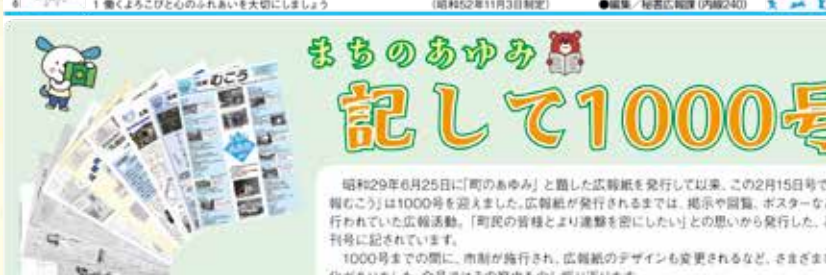 1 働くよろこびと心のふれあいを大切にしましょう
(昭和52年11月3日制定)
●編集/秘書広報課(内線240)
まちのあゆみ
記して1000号
むこう
昭和29年6月25日に「町のあゆみ」と題した広報紙を発行して以来、この2月15日号で
報むこう」は1000号を迎えました。広報紙が発行されるまでは、掲示や回覧、ポスターな
行われていた広報活動。「町民の皆様とより連繋を密にしたい」との思いから発行した、
刊号に記されています。
1000号までの間に、市制が施行され、広報紙のデザインも変更されるなど、さまざま